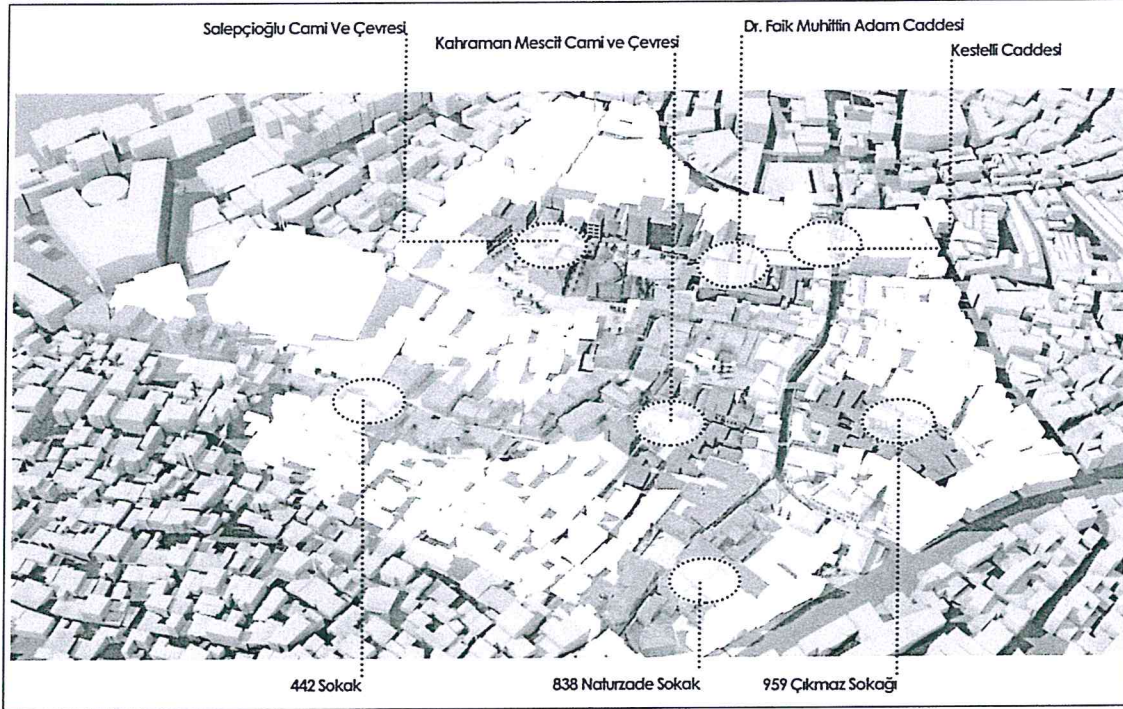 Salepçioğlu Cami Ve Çevresi
Kahraman Mescit Cami ve Çevresi
Dr. Faik Muhittin Adam Caddesi
Kestelli Caddesi
442 Sokak
838 Naturzade Sokak
959 Çıkmaz Sokağı